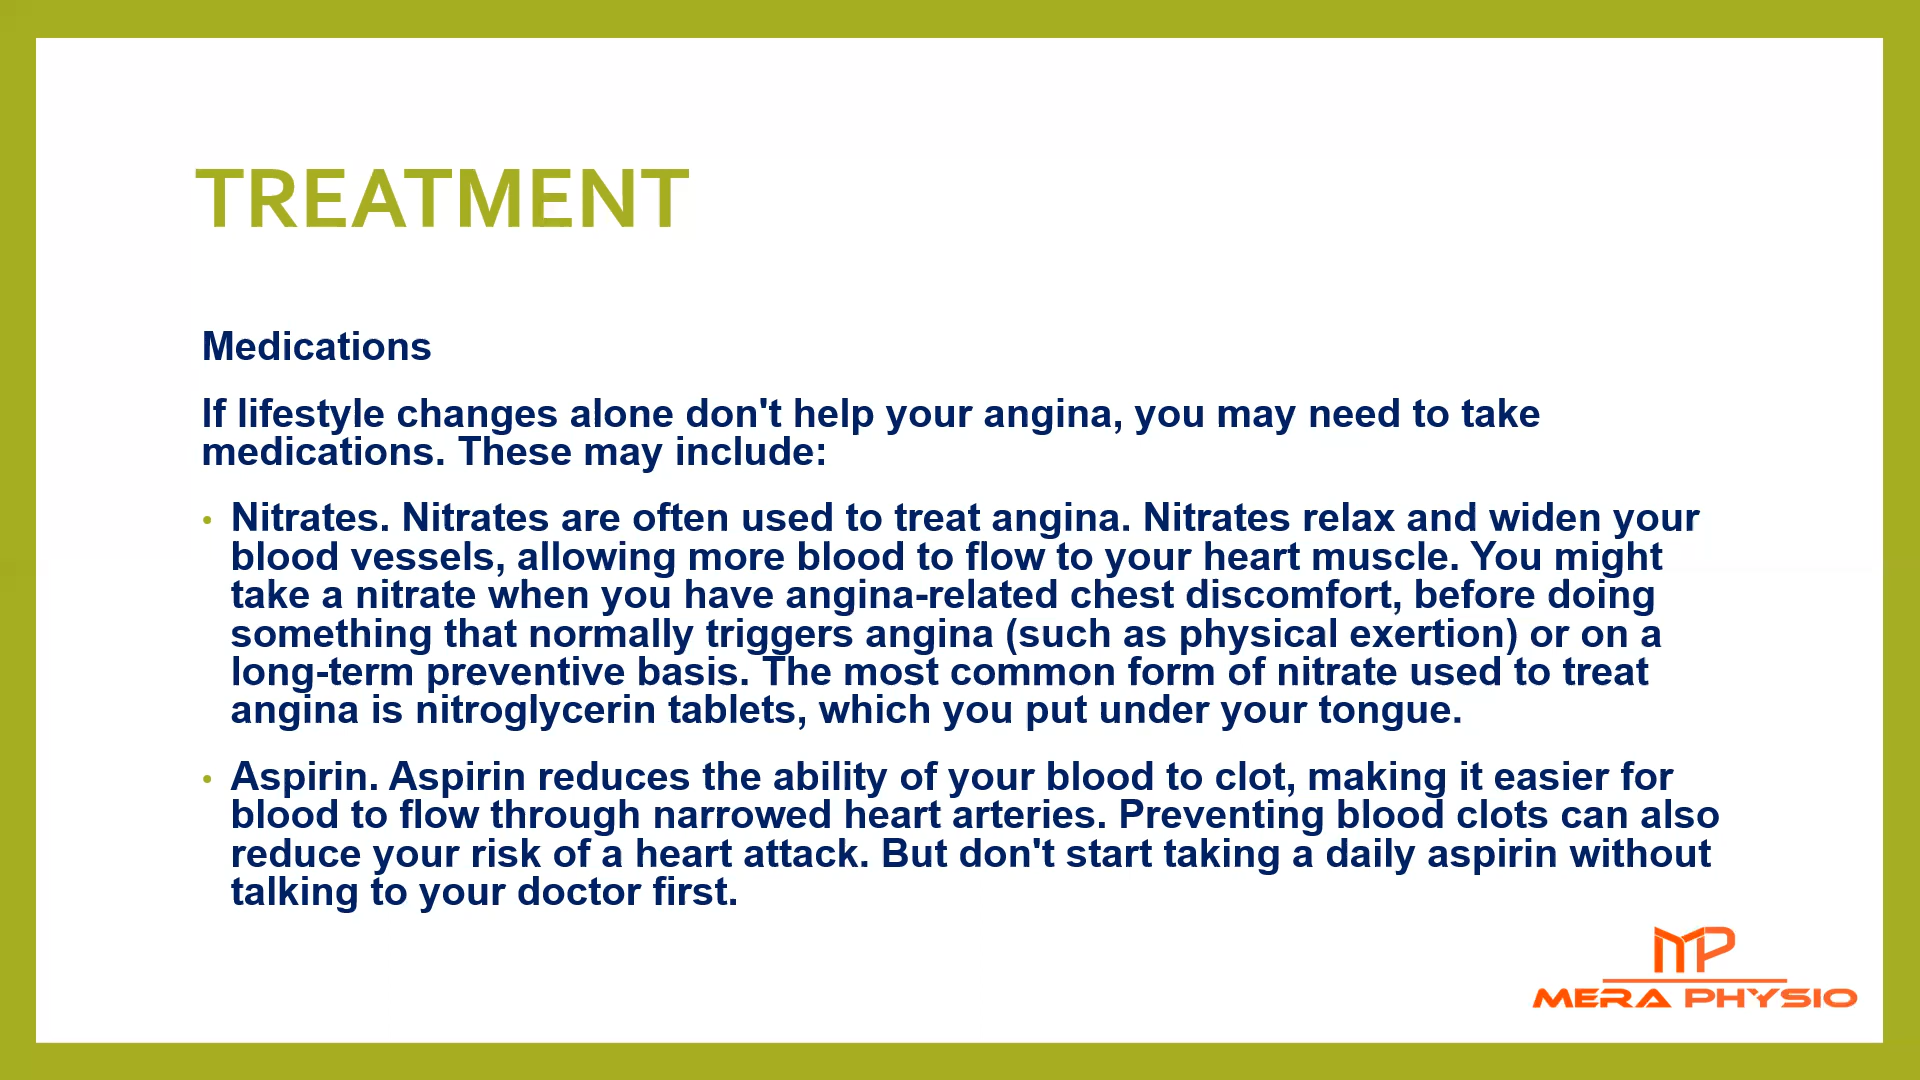 TREATMENT
Medications
If lifestyle changes alone don't help your angina, you may need to take
medications. These may include:
• Nitrates. Nitrates are often used to treat angina. Nitrates relax and widen your
blood vessels, allowing more blood to flow to your heart muscle. You might
take a nitrate when you have angina-related chest discomfort, before doing
something that normally triggers angina (such as physical exertion) or on a
long-term preventive basis. The most common form of nitrate used to treat
angina is nitroglycerin tablets, which you put under your tongue.
• Aspirin. Aspirin reduces the ability of your blood to clot, making it easier for
blood to flow through narrowed heart arteries. Preventing blood clots can also
reduce your risk of a heart attack. But don't start taking a daily aspirin without
talking to your doctor first.
MP
MERA PHYSIO